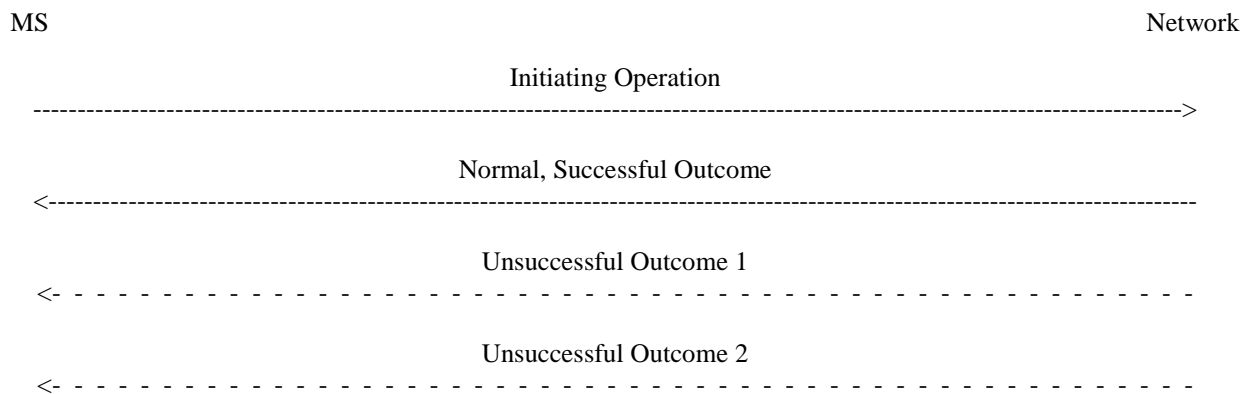 MS Network
Initiating Operation
Normal, Successful Outcome
Unsuccessful Outcome 1
Unsuccessful Outcome 2